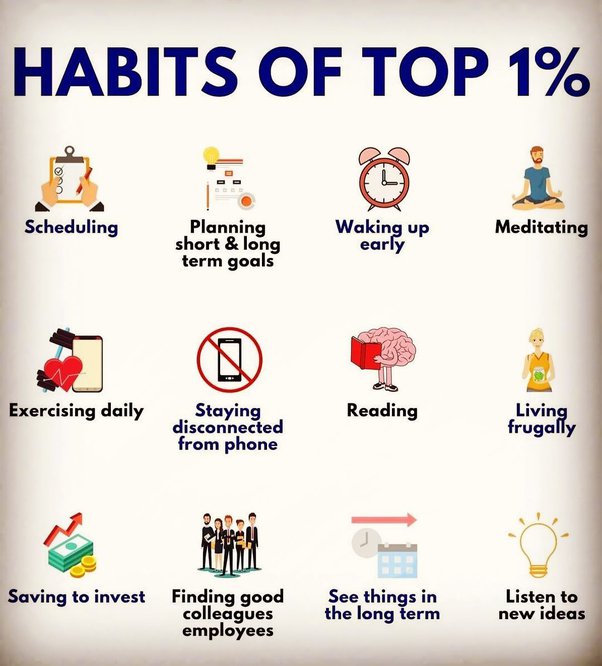 HABITS OF TOP 1%
Scheduling
Planning
short & long
term goals
Waking up
early
Meditating
Exercising daily
Staying
disconnected
from phone
Reading
Living
frugally
Saving to invest
Finding good
colleagues
employees
See things in
the long term
Listen to
new ideas